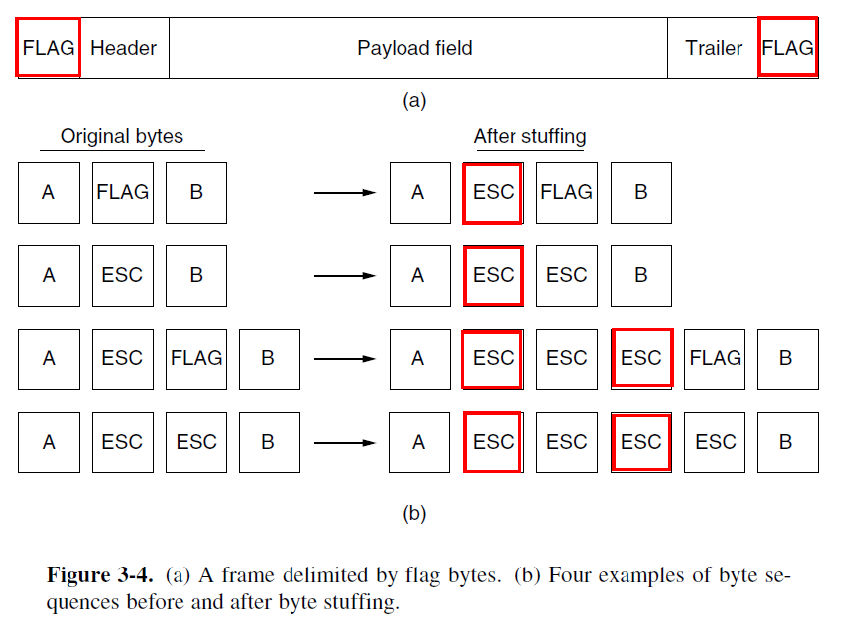 FLAG Header Payload field Trailer FLAG
(a)
Original bytes After stuffing
A FLAG B A ESC FLAG B
A ESC B A ESC ESC B
A ESC FLAG B A ESC ESC ESC FLAG B
A ESC ESC B A ESC ESC ESC ESC B
(b)
Figure 3-4. (a) A frame delimited by flag bytes. (b) Four examples of byte se-
quences before and after byte stuffing.